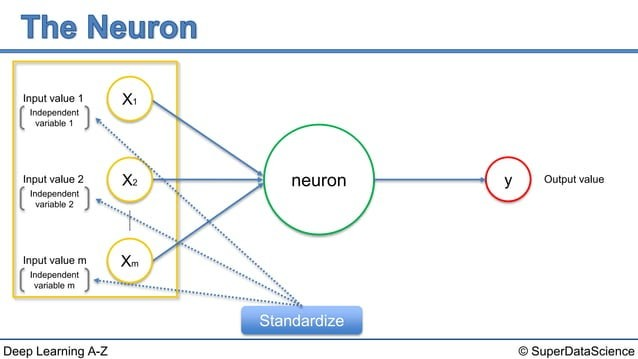 The Neuron
Input value 1
Independent
variable 1
X1
Input value 2
Independent
variable 2
X2
Input value m
Independent
variable m
Xm
neuron
y
Output value
Standardize
Deep Learning A-Z
© SuperDataScience